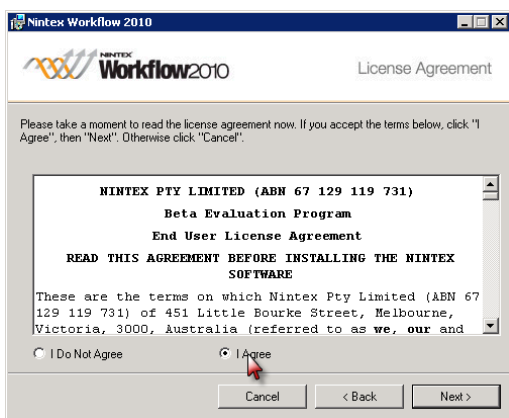 Nintex Workflow 2010
NINTEX
Workflow2010
License Agreement
Please take a moment to read the license agreement now. If you accept the terms below, click "I
Agree", then "Next". Otherwise click "Cancel".
NINTEX PTY LIMITED (ABN 67 129 119 731)
Beta Evaluation Program
End User License Agreement
READ THIS AGREEMENT BEFORE INSTALLING THE NINTEX
SOFTWARE
These are the terms on which Nintex Pty Limited (ABN 67
129 119 731) of 451 Little Bourke Street, Melbourne,
Victoria, 3000, Australia (referred to as we, our and
I Do Not Agree
I Agree
Cancel
< Back
Next >